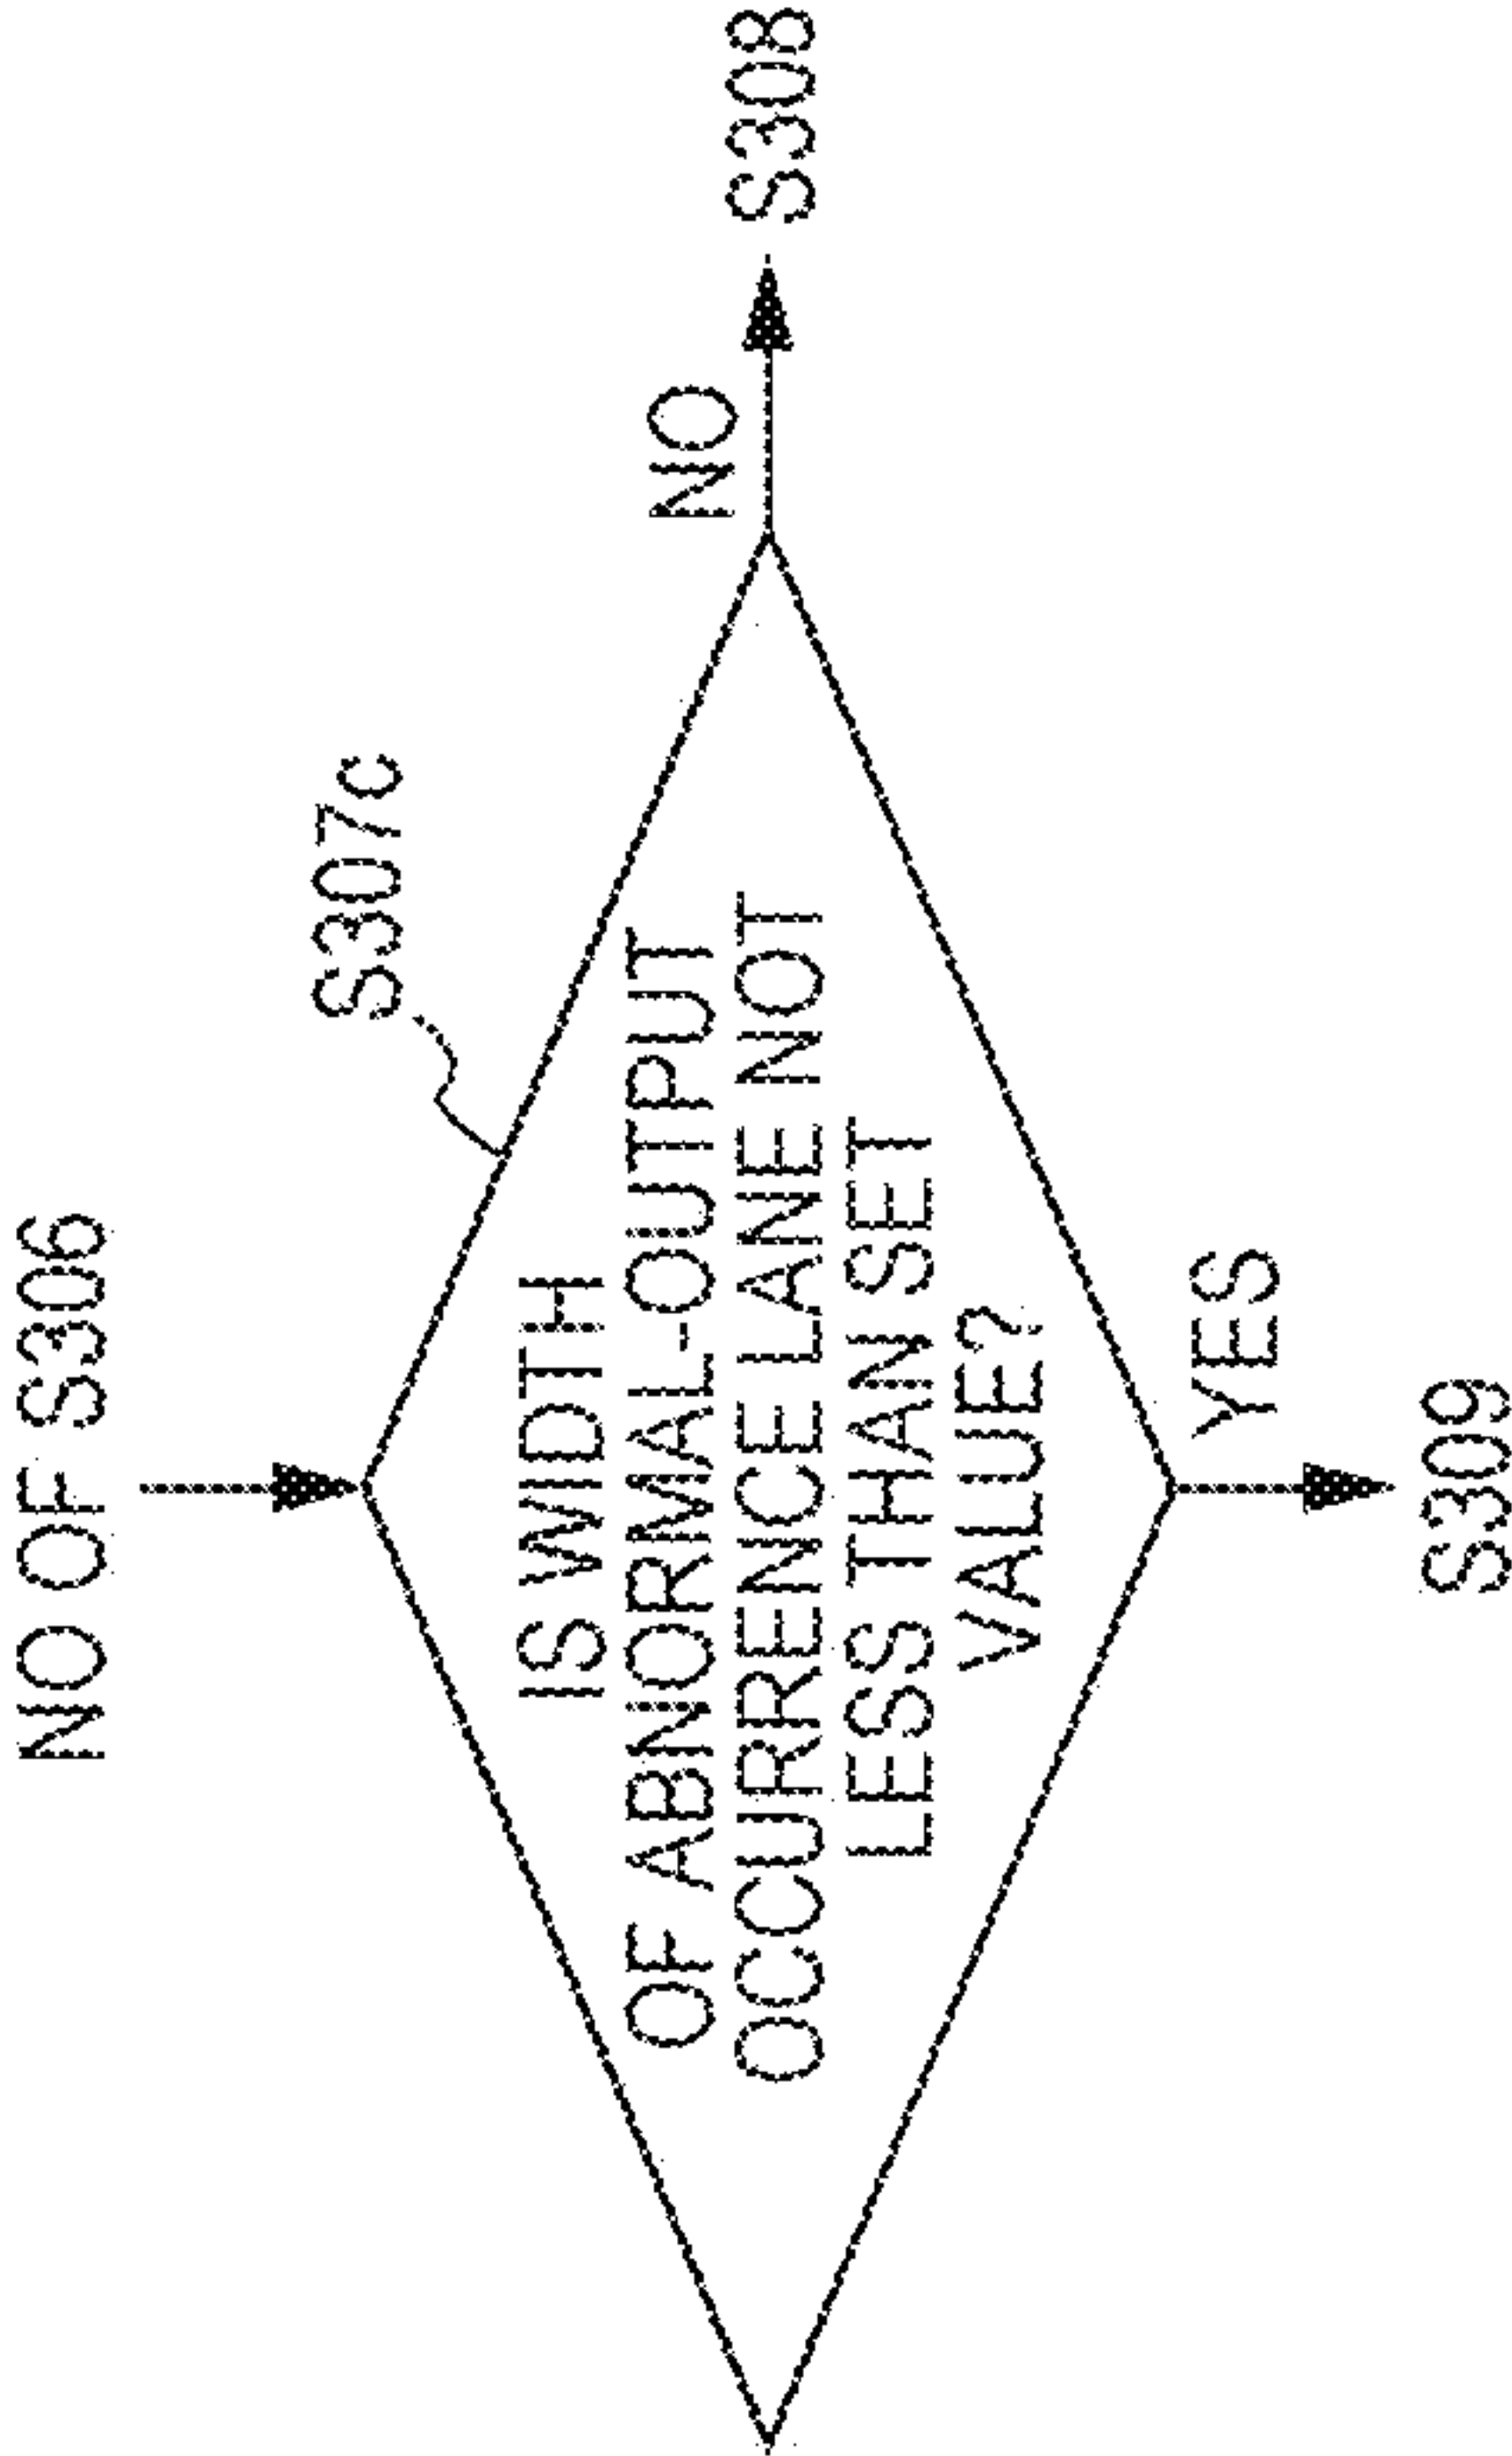 NO OF S306
S307c
IS WIDTH
OF ABNORMAL-OUTPUT
OCCURRENCE LANE NOT
LESS THAN SET
VALUE?
NO
S308
YES
S309